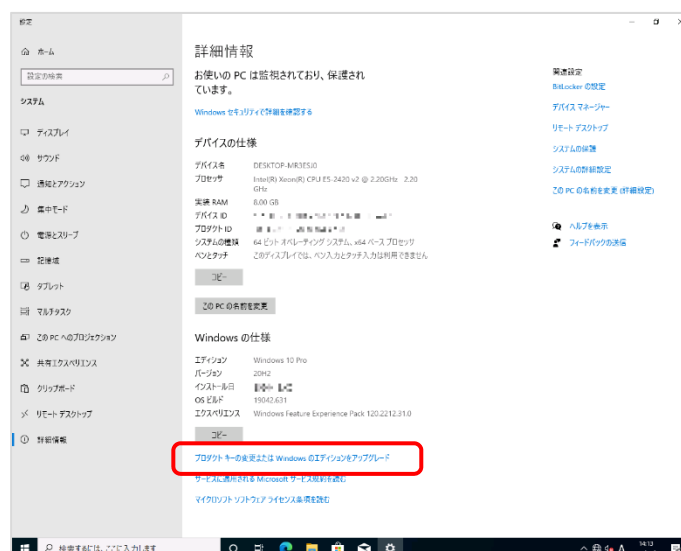 設定
ホーム
設定の検索
システム
ディスプレイ
サウンド
通知とアクション
集中モード
電源とスリープ
記憶域
タブレット
マルチタスク
この PC へのプロジェクション
共有エクスペリエンス
クリップボード
リモート デスクトップ
詳細情報
詳細情報
お使いの PC は監視されており、保護され
ています。
Windows セキュリティで詳細を確認する
デバイスの仕様
デバイス名 DESKTOP-MR3ESJ0
プロセッサ Intel(R) Xeon(R) CPU E5-2420 v2 @ 2.20GHz 2.20
GHz
実装 RAM 8.00 GB
デバイス ID
プロダクト ID
システムの種類 64 ビット オペレーティング システム、x64 ベース プロセッサ
ペンとタッチ このディスプレイでは、ペン入力とタッチ入力は利用できません
コピー
この PC の名前を変更
Windows の仕様
エディション Windows 10 Pro
バージョン 20H2
インストール日
OS ビルド 19042.631
エクスペリエンス Windows Feature Experience Pack 120.2212.31.0
コピー
プロダクト キーの変更または Windows のエディションをアップグレード
サービスに適用される Microsoft サービス規約を読む
マイクロソフト ソフトウェア ライセンス条項を読む
関連設定
BitLocker の設定
デバイス マネージャー
リモート デスクトップ
システムの保護
システムの詳細設定
この PC の名前を変更 (詳細設定)
ヘルプを表示
フィードバックの送信
検索するには、ここに入力します
A
14:13